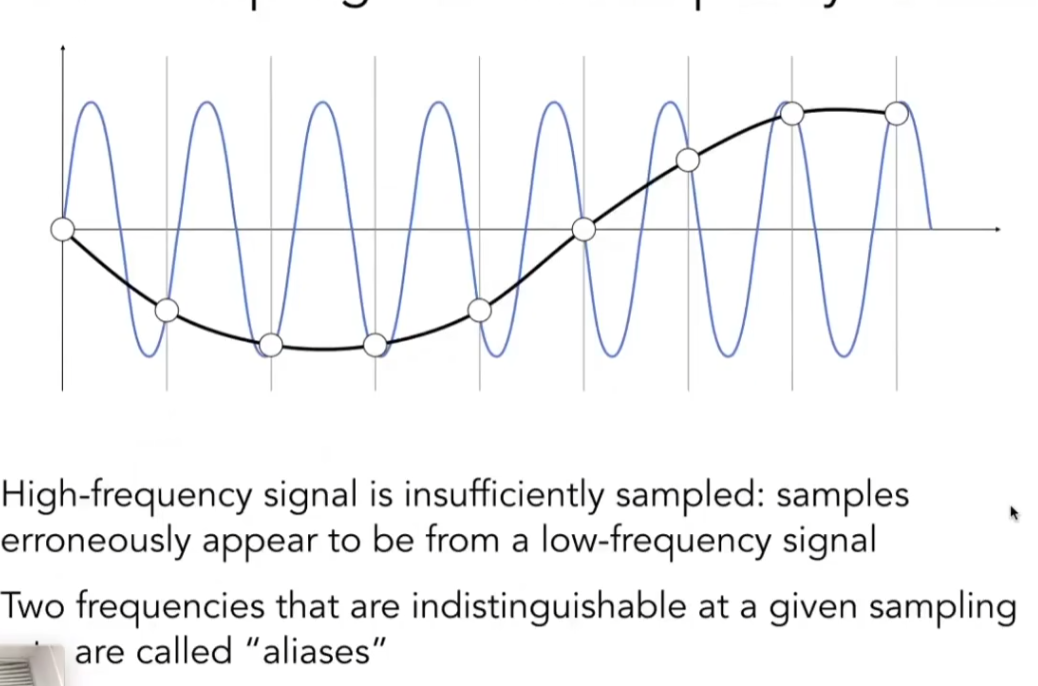 High-frequency signal is insufficiently sampled: samples
erroneously appear to be from a low-frequency signal
Two frequencies that are indistinguishable at a given sampling
are called “aliases”